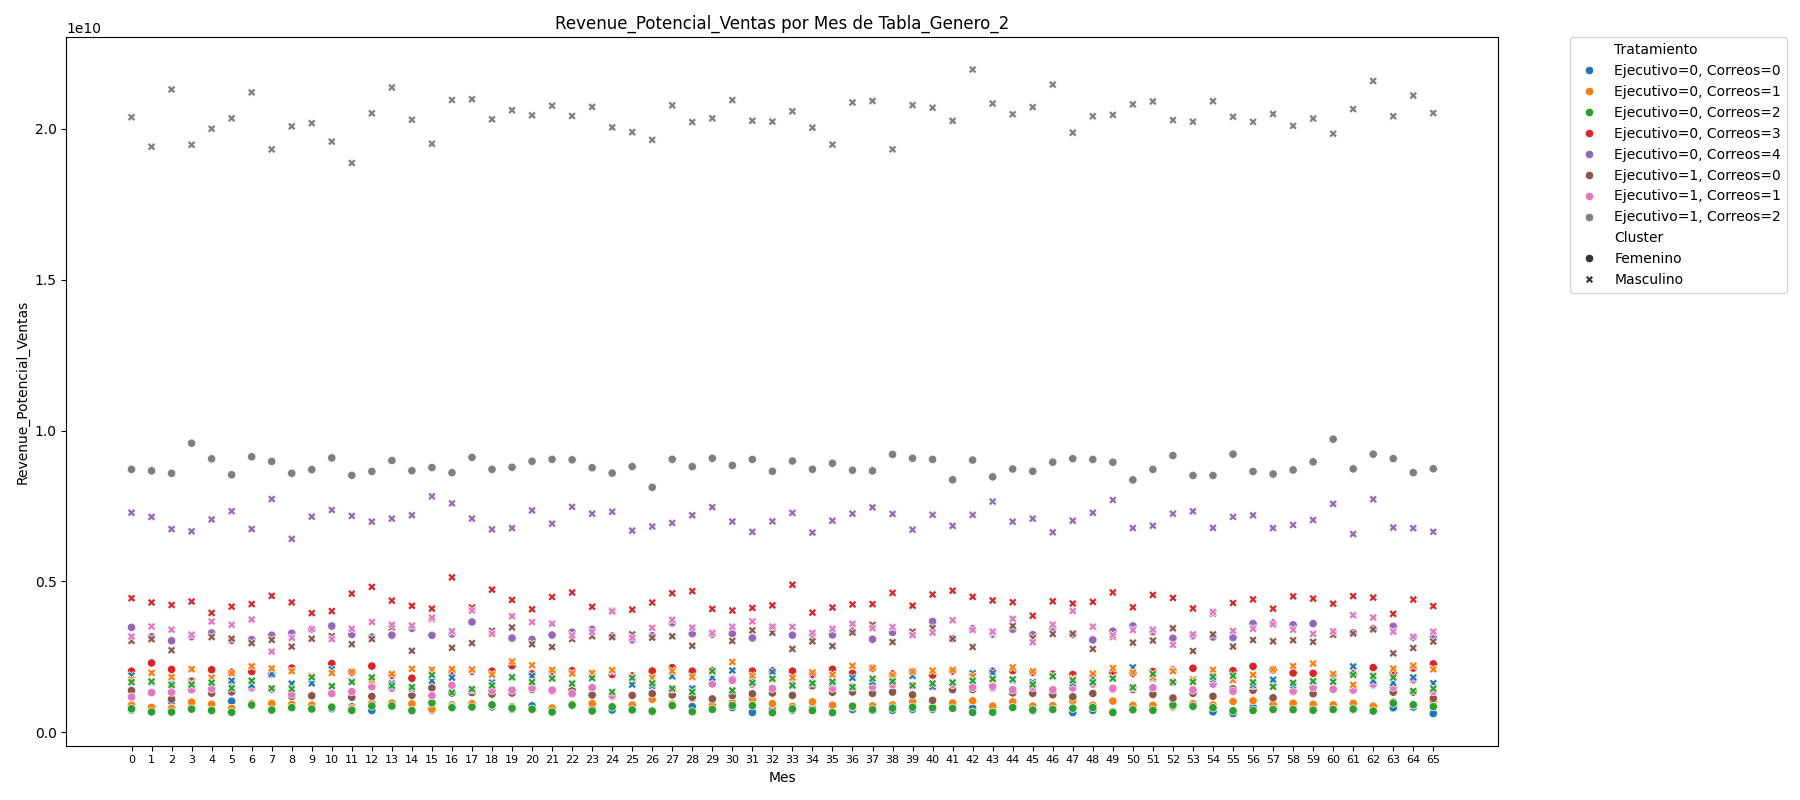 Revenue_Potencial_Ventas por Mes de Tabla_Genero_2
1e10
2.0
1.5
1.0
0.5
0.0
Revenue_Potencial_Ventas
0 1 2 3 4 5 6 7 8 9 10 11 12 13 14 15 16 17 18 19 20 21 22 23 24 25 26 27 28 29 30 31 32 33 34 35 36 37 38 39 40 41 42 43 44 45 46 47 48 49 50 51 52 53 54 55 56 57 58 59 60 61 62 63 64 65
Mes
Tratamiento
Ejecutivo=0, Correos=0
Ejecutivo=0, Correos=1
Ejecutivo=0, Correos=2
Ejecutivo=0, Correos=3
Ejecutivo=0, Correos=4
Ejecutivo=1, Correos=0
Ejecutivo=1, Correos=1
Ejecutivo=1, Correos=2
Cluster
Femenino
Masculino